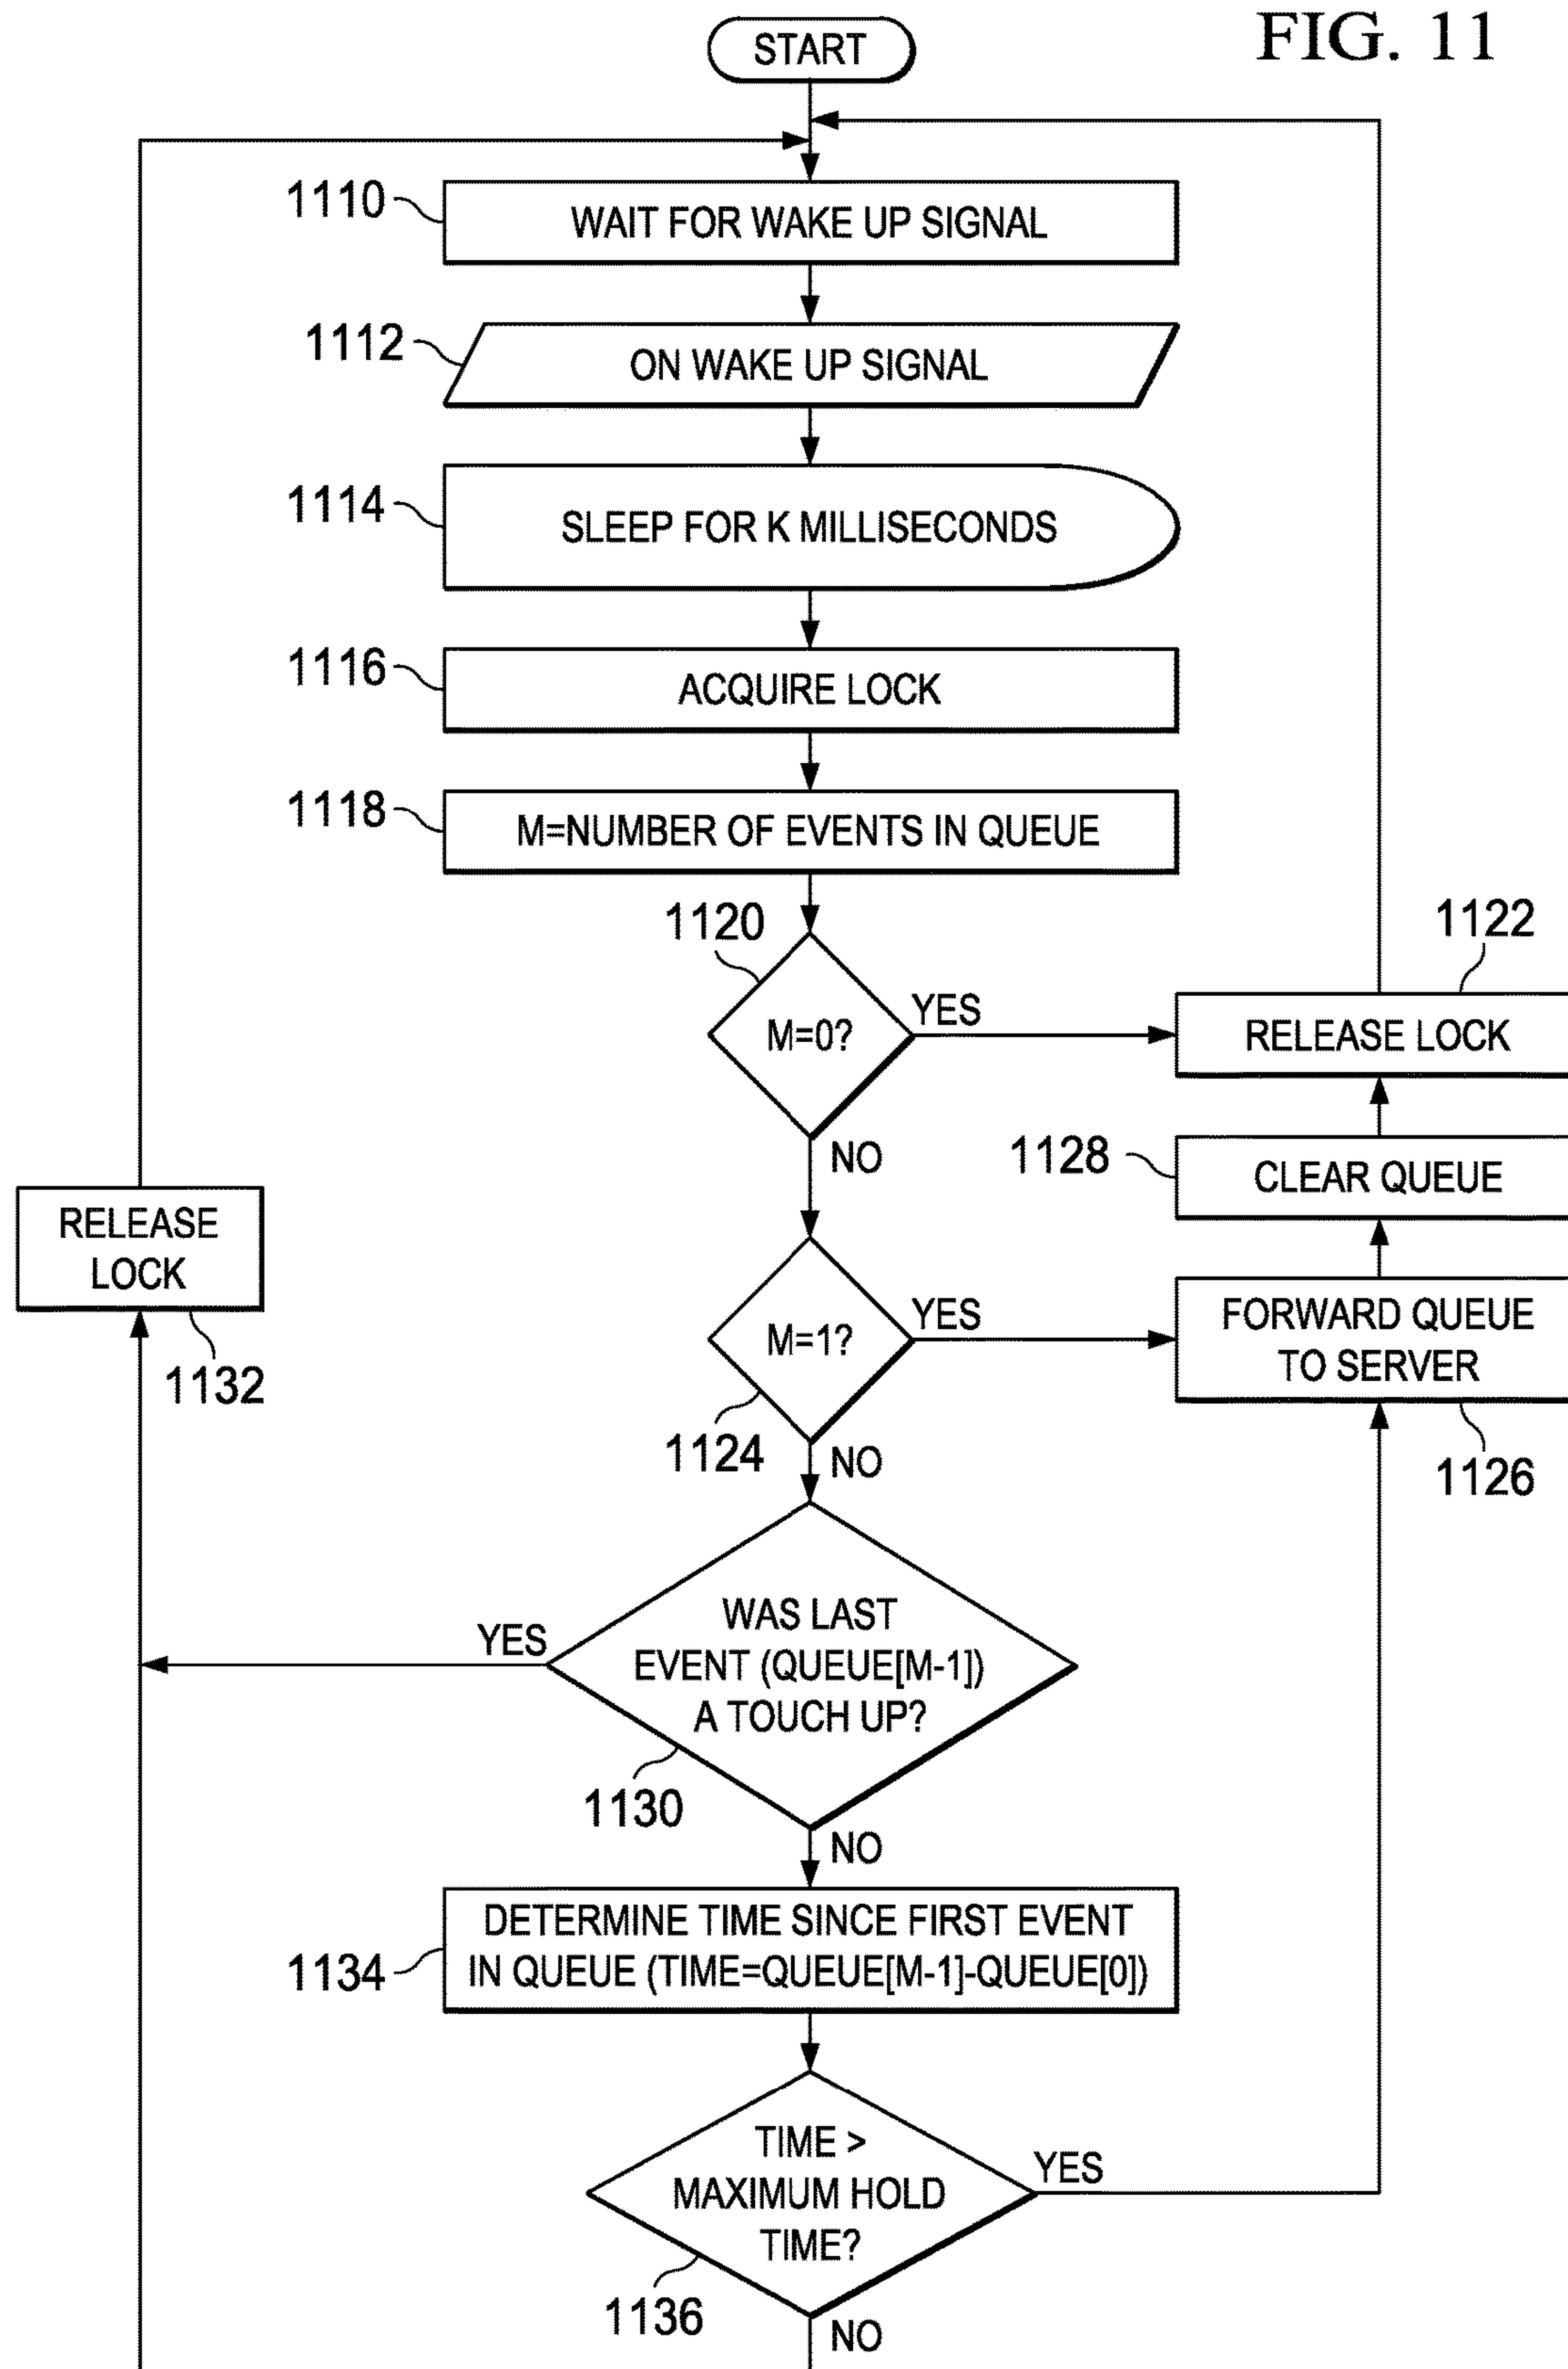 FIG. 11
START
1110
WAIT FOR WAKE UP SIGNAL
1112
ON WAKE UP SIGNAL
1114
SLEEP FOR K MILLISECONDS
1116
ACQUIRE LOCK
1118
M=NUMBER OF EVENTS IN QUEUE
1120
M=0?
YES
NO
1122
RELEASE LOCK
1128
CLEAR QUEUE
RELEASE
LOCK
1132
M=1?
YES
1124
NO
FORWARD QUEUE
TO SERVER
1126
WAS LAST
EVENT (QUEUE[M-1])
A TOUCH UP?
YES
1130
NO
1134
DETERMINE TIME SINCE FIRST EVENT
IN QUEUE (TIME=QUEUE[M-1]-QUEUE[0])
TIME >
MAXIMUM HOLD
TIME?
YES
1136
NO